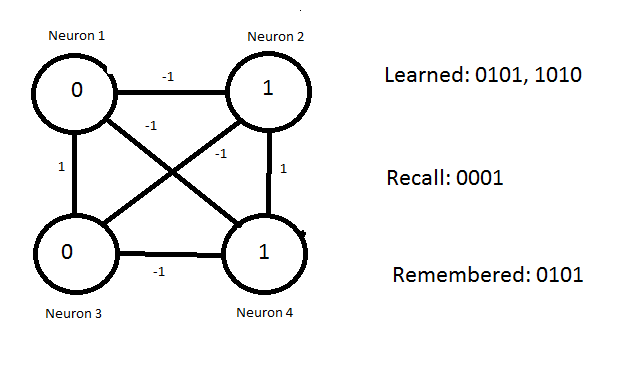 Neuron 1
Neuron 2
0
-1
1
Learned: 0101, 1010
-1
-1
1
1
Recall: 0001
0
-1
1
Remembered: 0101
Neuron 3
Neuron 4